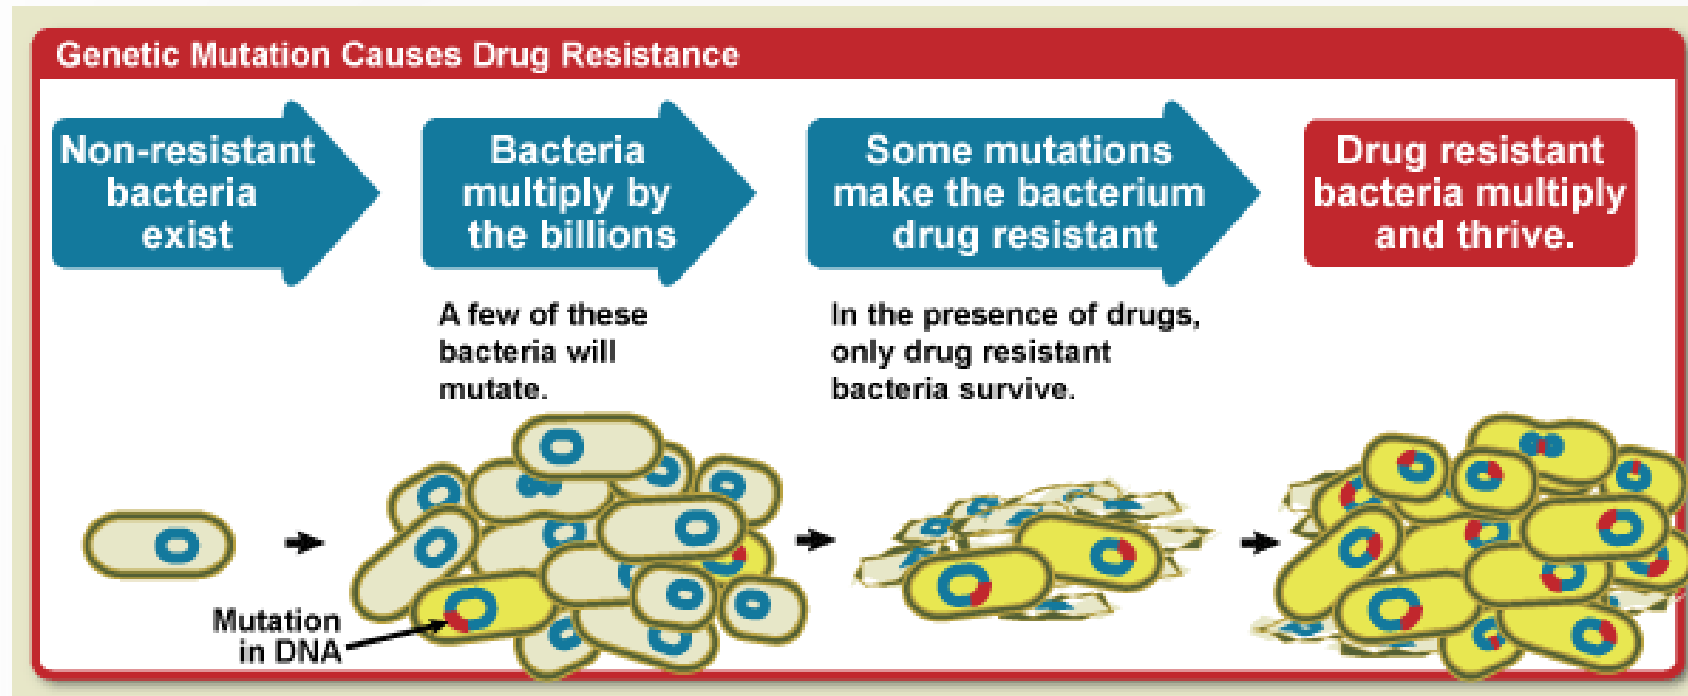 Genetic Mutation Causes Drug Resistance
Non-resistant
bacteria
exist
Bacteria
multiply by
the billions
Some mutations
make the bacterium
drug resistant
Drug resistant
bacteria multiply
and thrive.
A few of these
bacteria will
mutate.
In the presence of drugs,
only drug resistant
bacteria survive.
Mutation
in DNA